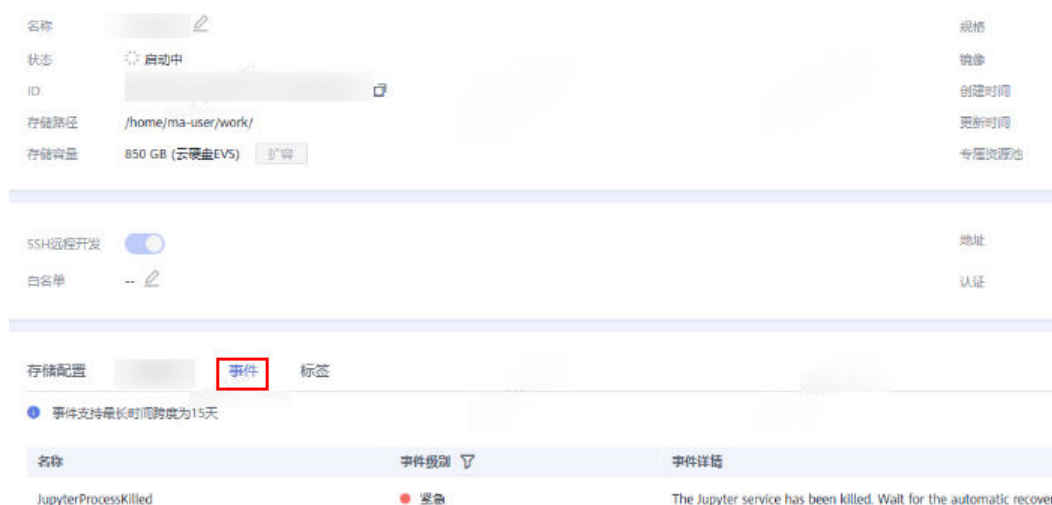 名称 规格
状态 启动中 镜像
ID 创建时间
存储路径 /home/ma-user/work/ 更新时间
存储容量 850 GB (云硬盘EVS) 扩容 专属资源池
SSH远程开发 地址
白名单 -- 认证
存储配置 事件 标签
事件支持最长时间跨度为15天
名称 事件级别 事件详情
JupyterProcessKilled 紧急 The Jupyter service has been killed. Wait for the automatic recover